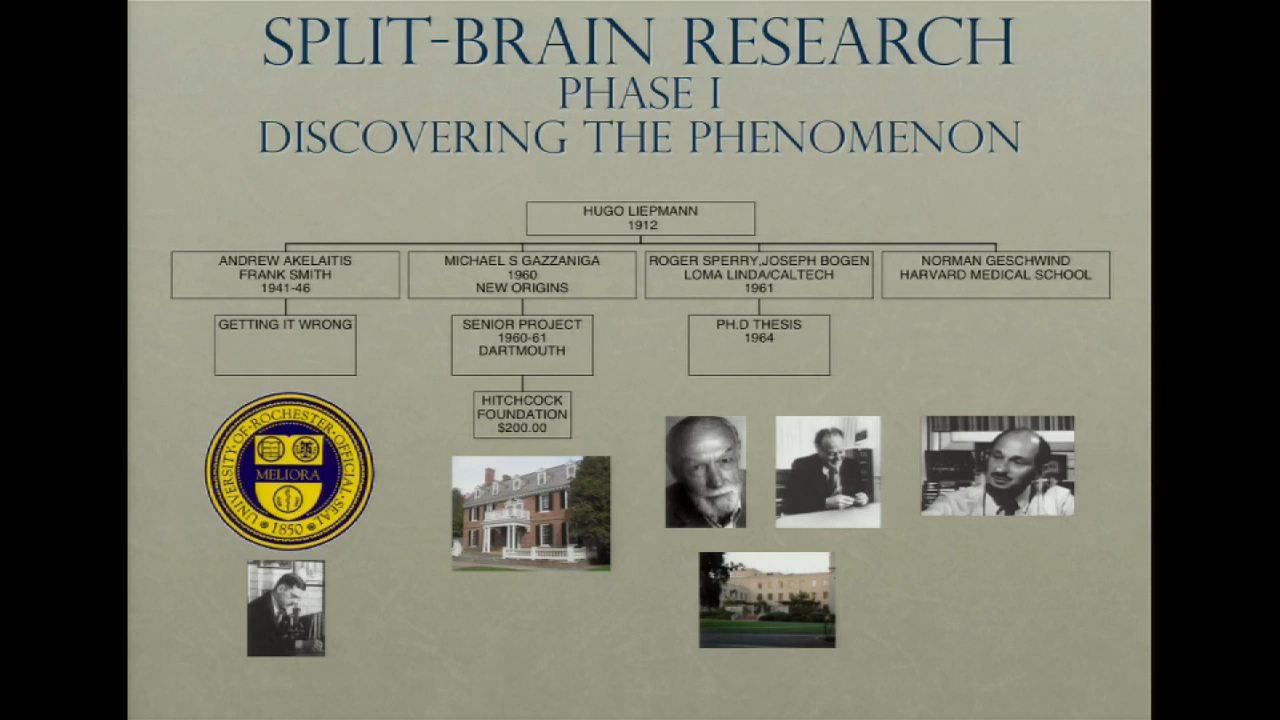 SPLIT-BRAIN RESEARCH
PHASE I
DISCOVERING THE PHENOMENON
HUGO LIEPMANN
1912
ANDREW AKELAITIS
FRANK SMITH
1941-46
MICHAEL S GAZZANIGA
1960
NEW ORIGINS
ROGER SPERRY,JOSEPH BOGEN
LOMA LINDA/CALTECH
1961
NORMAN GESCHWIND
HARVARD MEDICAL SCHOOL
GETTING IT WRONG
SENIOR PROJECT
1960-61
DARTMOUTH
PH.D THESIS
1964
HITCHCOCK
FOUNDATION
$200.00
UNIVERSITY·OF·ROCHESTER·OFFICIAL·SEAL
MELIORA
1850